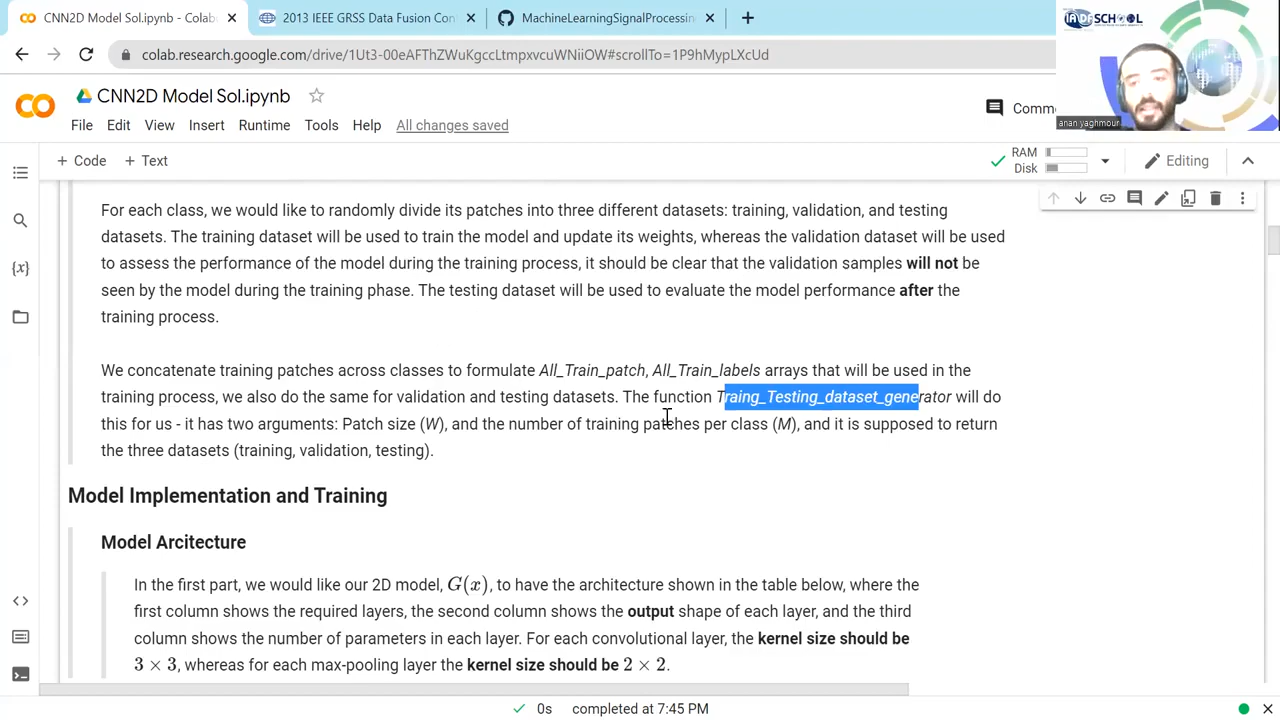 CNN2D Model Sol.ipynb - Colab
2013 IEEE GRSS Data Fusion Con
MachineLearningSignalProcessin
colab.research.google.com/drive/1Ut3-00eAFThZWuKgccLtnpxvcuWNiiOW#scrollTo=1P9hMypLXcUd
IADFSCHOOL
anan yaghmour
CNN2D Model Sol.ipynb
File Edit View Insert Runtime Tools Help All changes saved
Comme
+ Code + Text
RAM
Disk
Editing
For each class, we would like to randomly divide its patches into three different datasets: training, validation, and testing
datasets. The training dataset will be used to train the model and update its weights, whereas the validation dataset will be used
to assess the performance of the model during the training process, it should be clear that the validation samples will not be
seen by the model during the training phase. The testing dataset will be used to evaluate the model performance after the
training process.
We concatenate training patches across classes to formulate All_Train_patch, All_Train_labels arrays that will be used in the
training process, we also do the same for validation and testing datasets. The function Traing_Testing_dataset_generator will do
this for us - it has two arguments: Patch size (W), and the number of training patches per class (M), and it is supposed to return
the three datasets (training, validation, testing).
Model Implementation and Training
Model Arcitecture
In the first part, we would like our 2D model, G(x), to have the architecture shown in the table below, where the
first column shows the required layers, the second column shows the output shape of each layer, and the third
column shows the number of parameters in each layer. For each convolutional layer, the kernel size should be
3 × 3, whereas for each max-pooling layer the kernel size should be 2 × 2.
0s completed at 7:45 PM